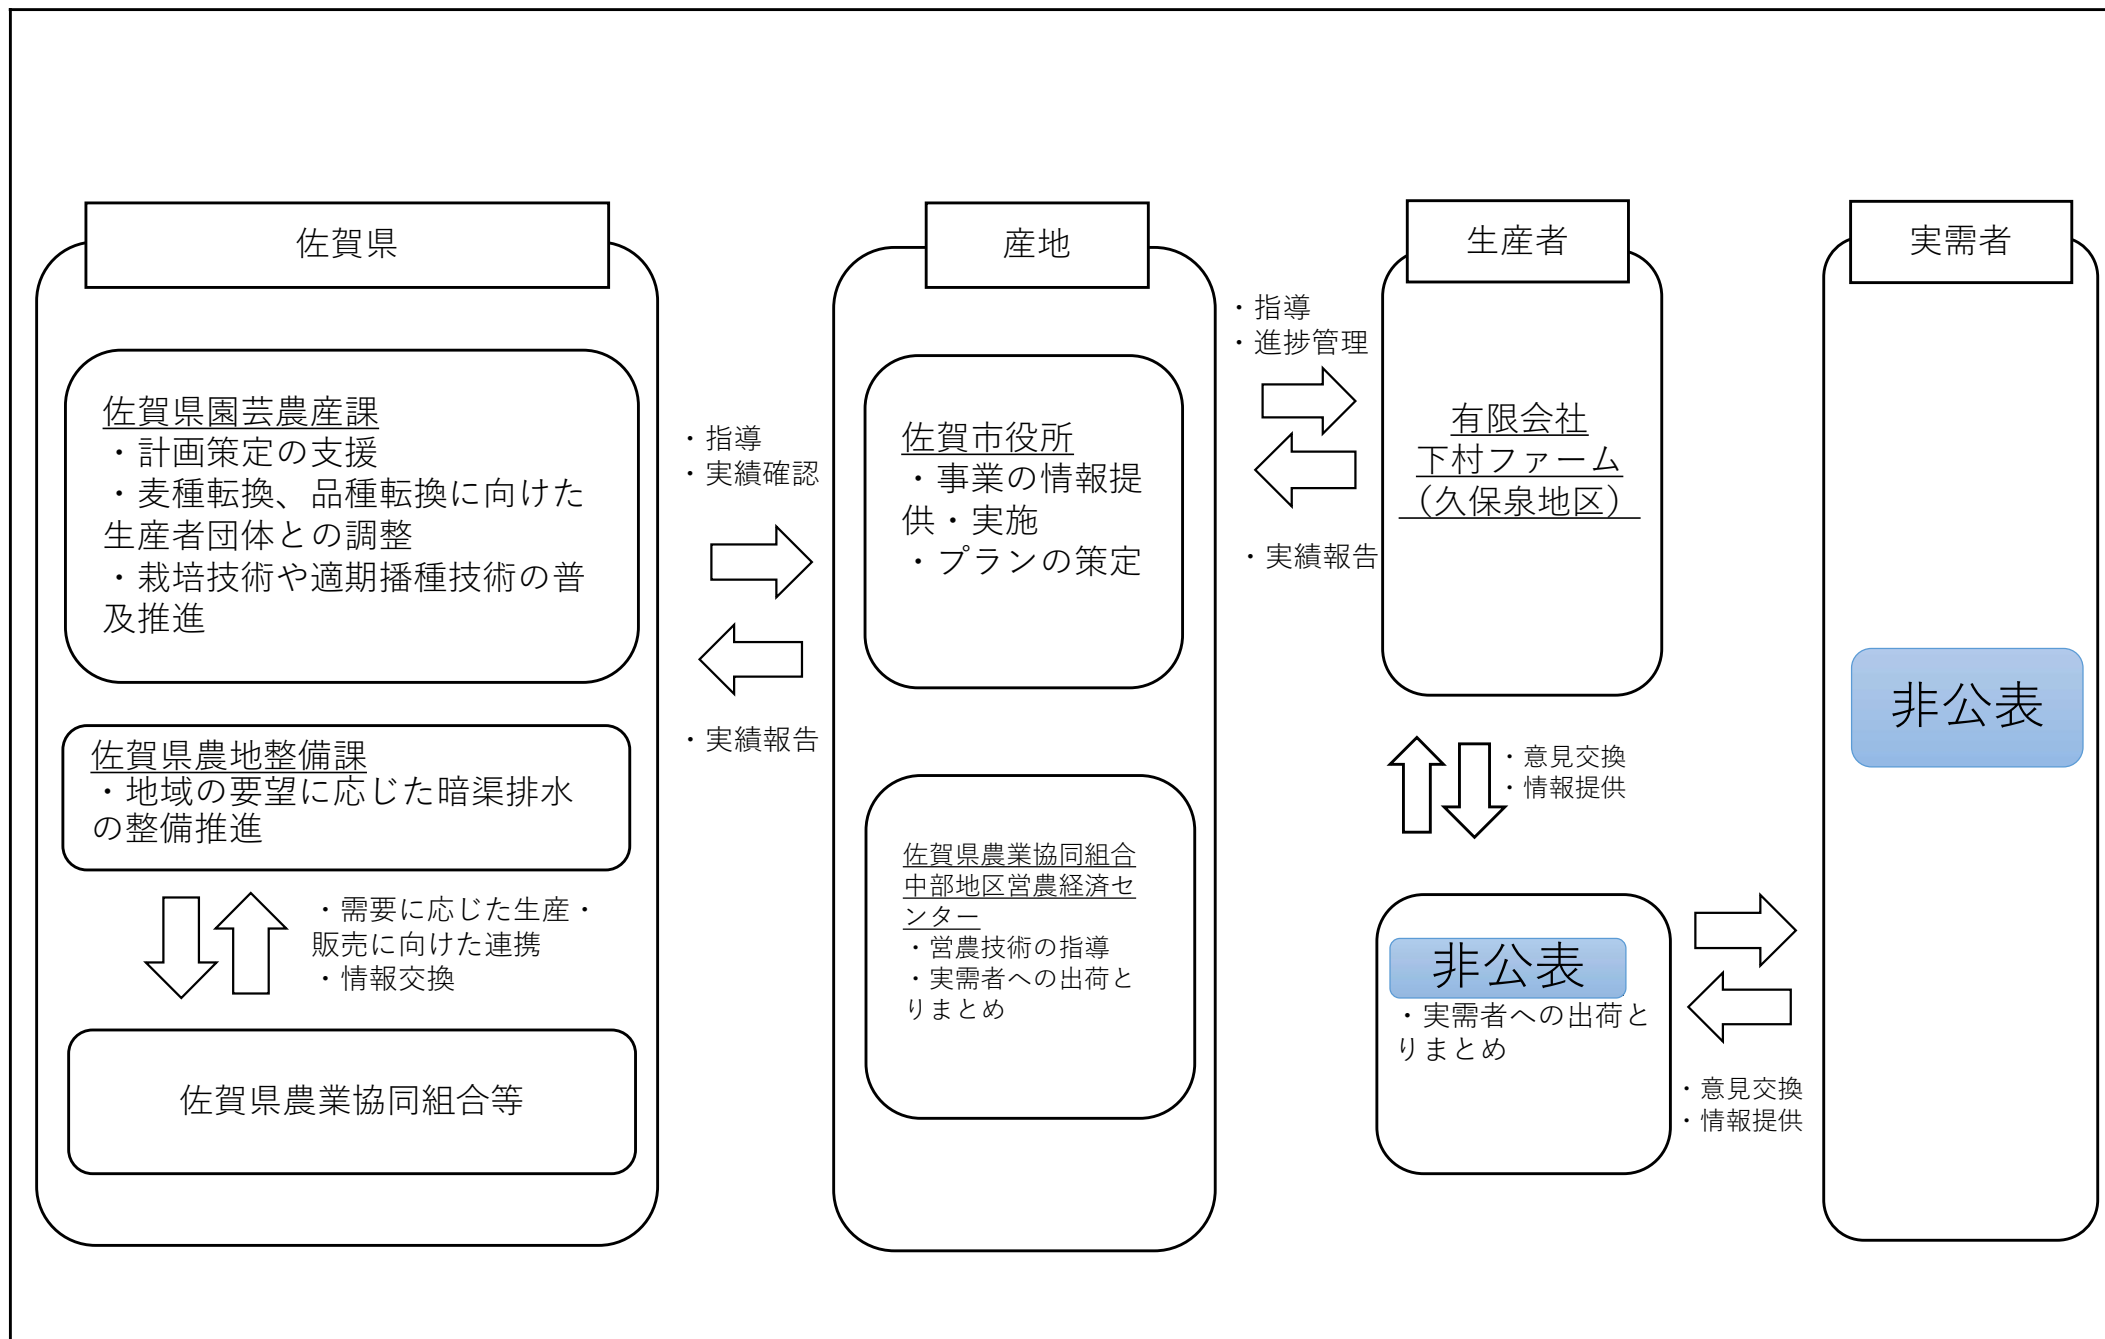 佐賀県
佐賀県園芸農産課
・計画策定の支援
・麦種転換、品種転換に向けた
生産者団体との調整
・栽培技術や適期播種技術の普
及推進
佐賀県農地整備課
・地域の要望に応じた暗渠排水
の整備推進
・需要に応じた生産・
販売に向けた連携
・情報交換
佐賀県農業協同組合等
・指導
・実績確認
・実績報告
産地
佐賀市役所
・事業の情報提
供・実施
・プランの策定
佐賀県農業協同組合
中部地区営農経済セ
ンター
・営農技術の指導
・実需者への出荷と
りまとめ
・指導
・進捗管理
・実績報告
生産者
有限会社
下村ファーム
（久保泉地区）
・意見交換
・情報提供
非公表
・実需者への出荷と
りまとめ
・意見交換
・情報提供
実需者
非公表